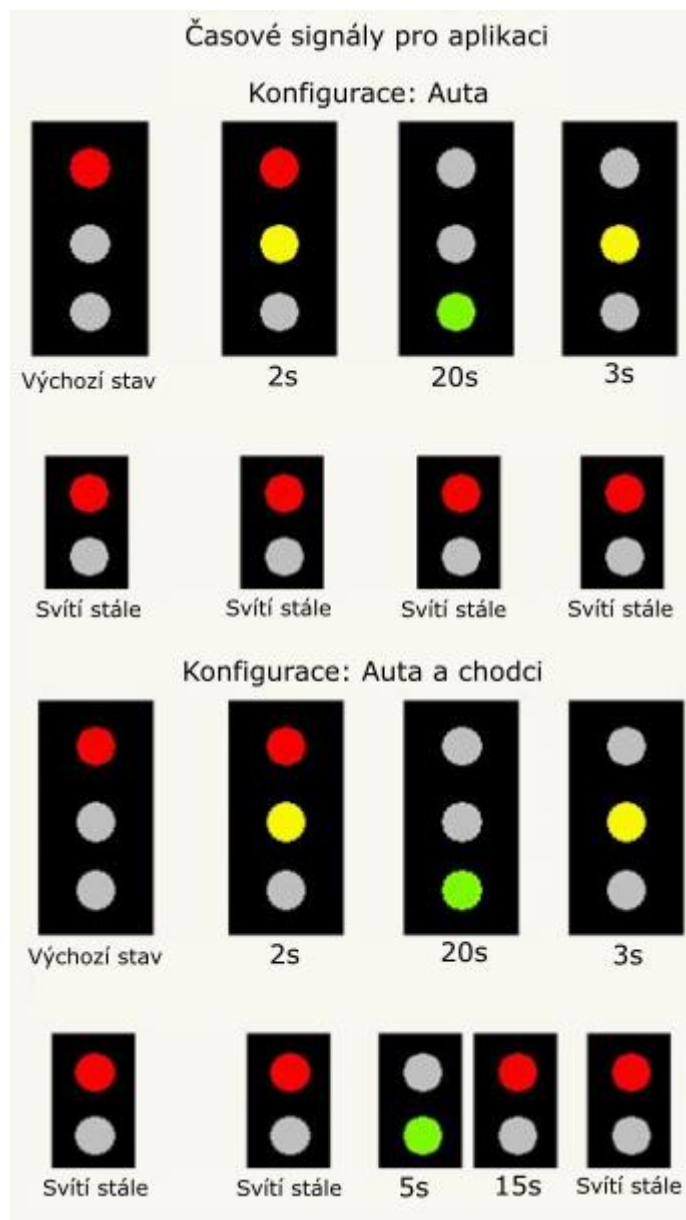 Časové signály pro aplikaci
Konfigurace: Auta
Výchozí stav 2s 20s 3s
Svítí stále Svítí stále Svítí stále Svítí stále
Konfigurace: Auta a chodci
Výchozí stav 2s 20s 3s
Svítí stále Svítí stále 5s 15s Svítí stále